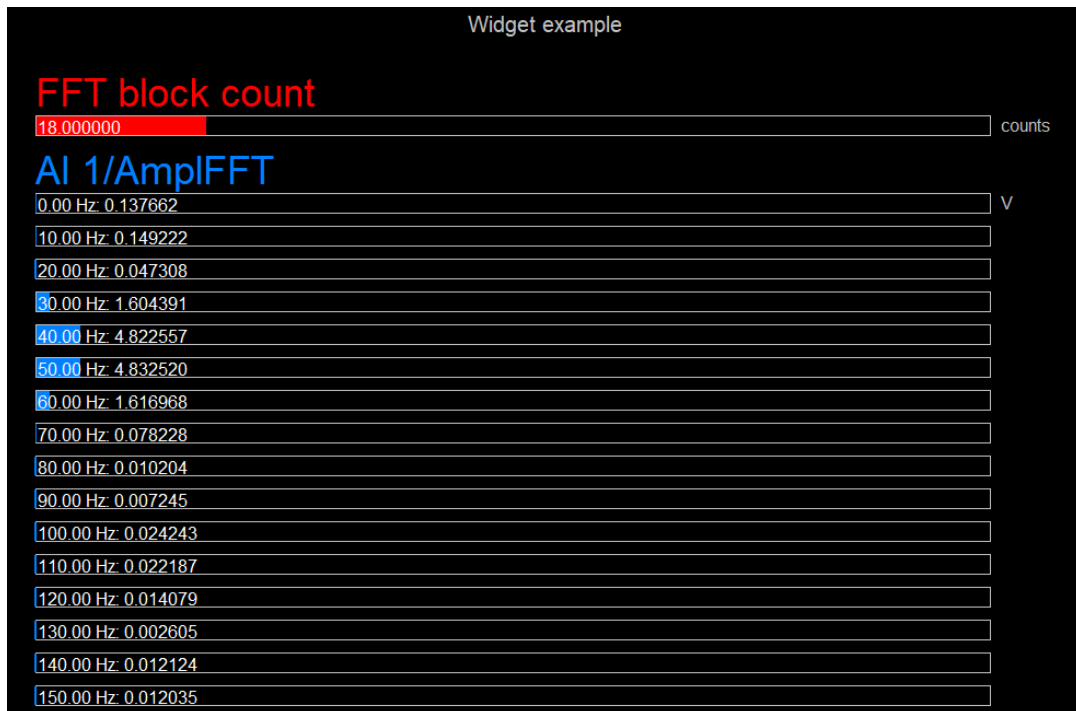 Widget example
FFT block count
18.000000 counts
AI 1/AmplFFT
0.00 Hz: 0.137662 V
10.00 Hz: 0.149222
20.00 Hz: 0.047308
30.00 Hz: 1.604391
40.00 Hz: 4.822557
50.00 Hz: 4.832520
60.00 Hz: 1.616968
70.00 Hz: 0.078228
80.00 Hz: 0.010204
90.00 Hz: 0.007245
100.00 Hz: 0.024243
110.00 Hz: 0.022187
120.00 Hz: 0.014079
130.00 Hz: 0.002605
140.00 Hz: 0.012124
150.00 Hz: 0.012035